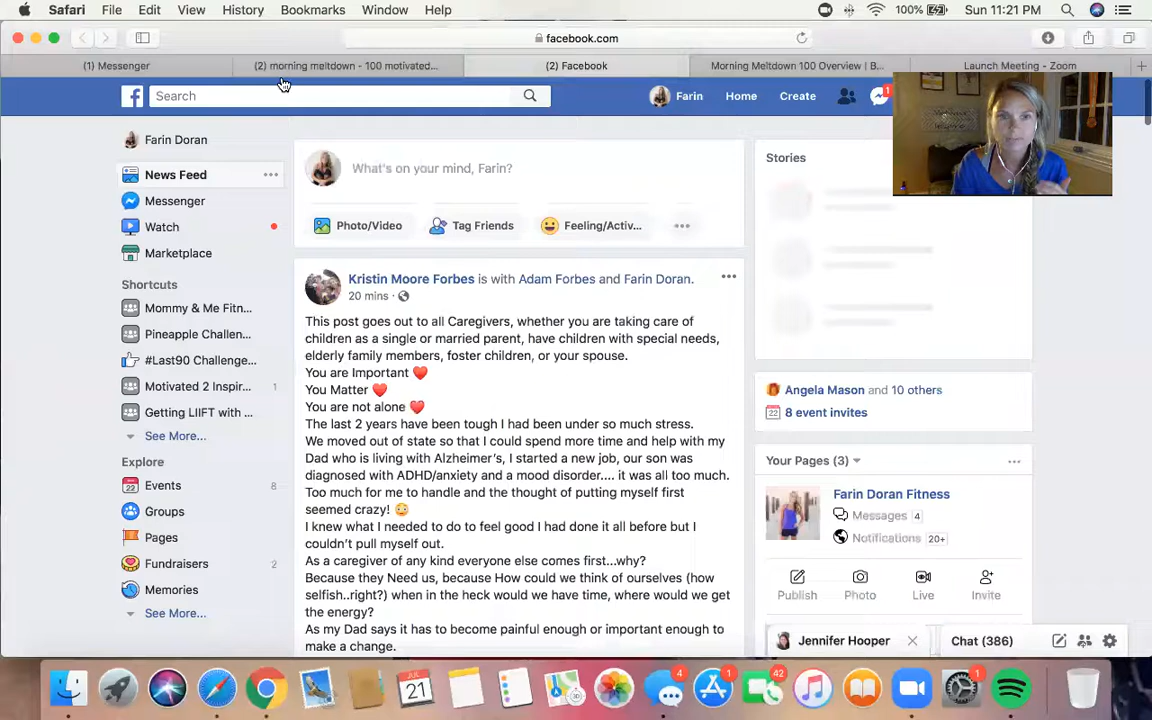 Safari File Edit View History Bookmarks Window Help 100% Sun 11:21 PM
facebook.com
(1) Messenger (2) morning meltdown - 100 motivated... (2) Facebook Morning Meltdown 100 Overview | B... Launch Meeting - Zoom
Search Farin Home Create 1
Farin Doran
News Feed
Messenger
Watch
Marketplace
Shortcuts
Mommy & Me Fitn...
Pineapple Challen...
#Last90 Challenge...
Motivated 2 Inspir... 1
Getting LIIFT with ...
See More...
Explore
Events 8
Groups
Pages
Fundraisers 2
Memories
See More...
What's on your mind, Farin?
Photo/Video Tag Friends Feeling/Activ...
Kristin Moore Forbes is with Adam Forbes and Farin Doran.
20 mins
This post goes out to all Caregivers, whether you are taking care of
children as a single or married parent, have children with special needs,
elderly family members, foster children, or your spouse.
You are Important ❤️
You Matter ❤️
You are not alone ❤️
The last 2 years have been tough I had been under so much stress.
We moved out of state so that I could spend more time and help with my
Dad who is living with Alzheimer's, I started a new job, our son was
diagnosed with ADHD/anxiety and a mood disorder.... it was all too much.
Too much for me to handle and the thought of putting myself first
seemed crazy! 😳
I knew what I needed to do to feel good I had done it all before but I
couldn't pull myself out.
As a caregiver of any kind everyone else comes first...why?
Because they Need us, because How could we think of ourselves (how
selfish..right?) when in the heck would we have time, where would we get
the energy?
As my Dad says it has to become painful enough or important enough to
make a change.
Stories
Angela Mason and 10 others
8 event invites
Your Pages (3)
Farin Doran Fitness
Messages 4
Notifications 20+
Publish Photo Live Invite
Jennifer Hooper Chat (386)
JUL
21
4 1 42 1